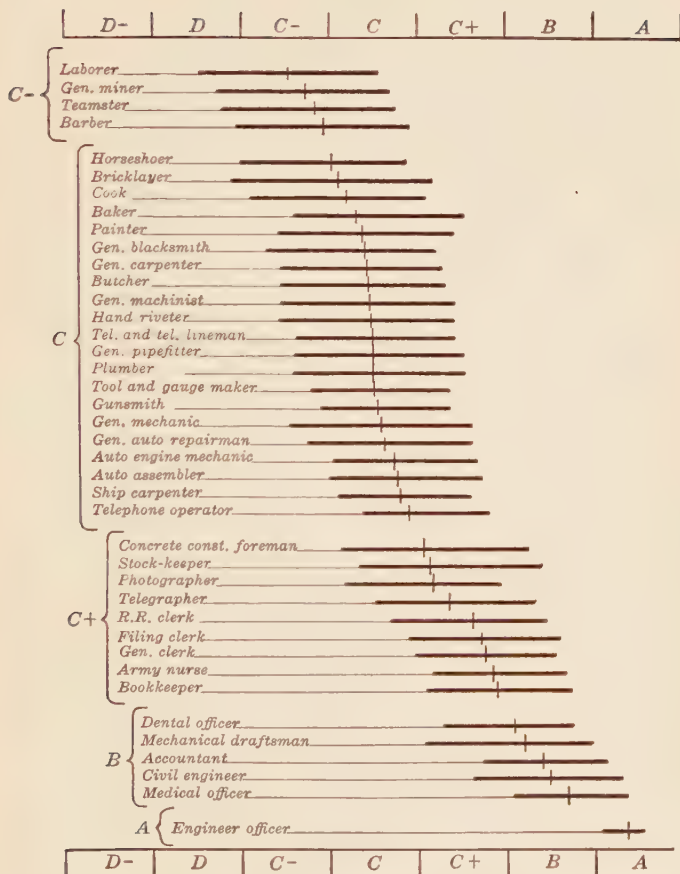 D- D C- C C+ B A
C-
Laborer
Gen. miner
Teamster
Barber
C
Horseshoer
Bricklayer
Cook
Baker
Painter
Gen. blacksmith
Gen. carpenter
Butcher
Gen. machinist
Hand riveter
Tel. and tel. lineman
Gen. pipefitter
Plumber
Tool and gauge maker
Gunsmith
Gen. mechanic
Gen. auto repairman
Auto engine mechanic
Auto assembler
Ship carpenter
Telephone operator
C+
Concrete const. foreman
Stock-keeper
Photographer
Telegrapher
R.R. clerk
Filing clerk
Gen. clerk
Army nurse
Bookkeeper
B
Dental officer
Mechanical draftsman
Accountant
Civil engineer
Medical officer
A
Engineer officer
D- D C- C C+ B A